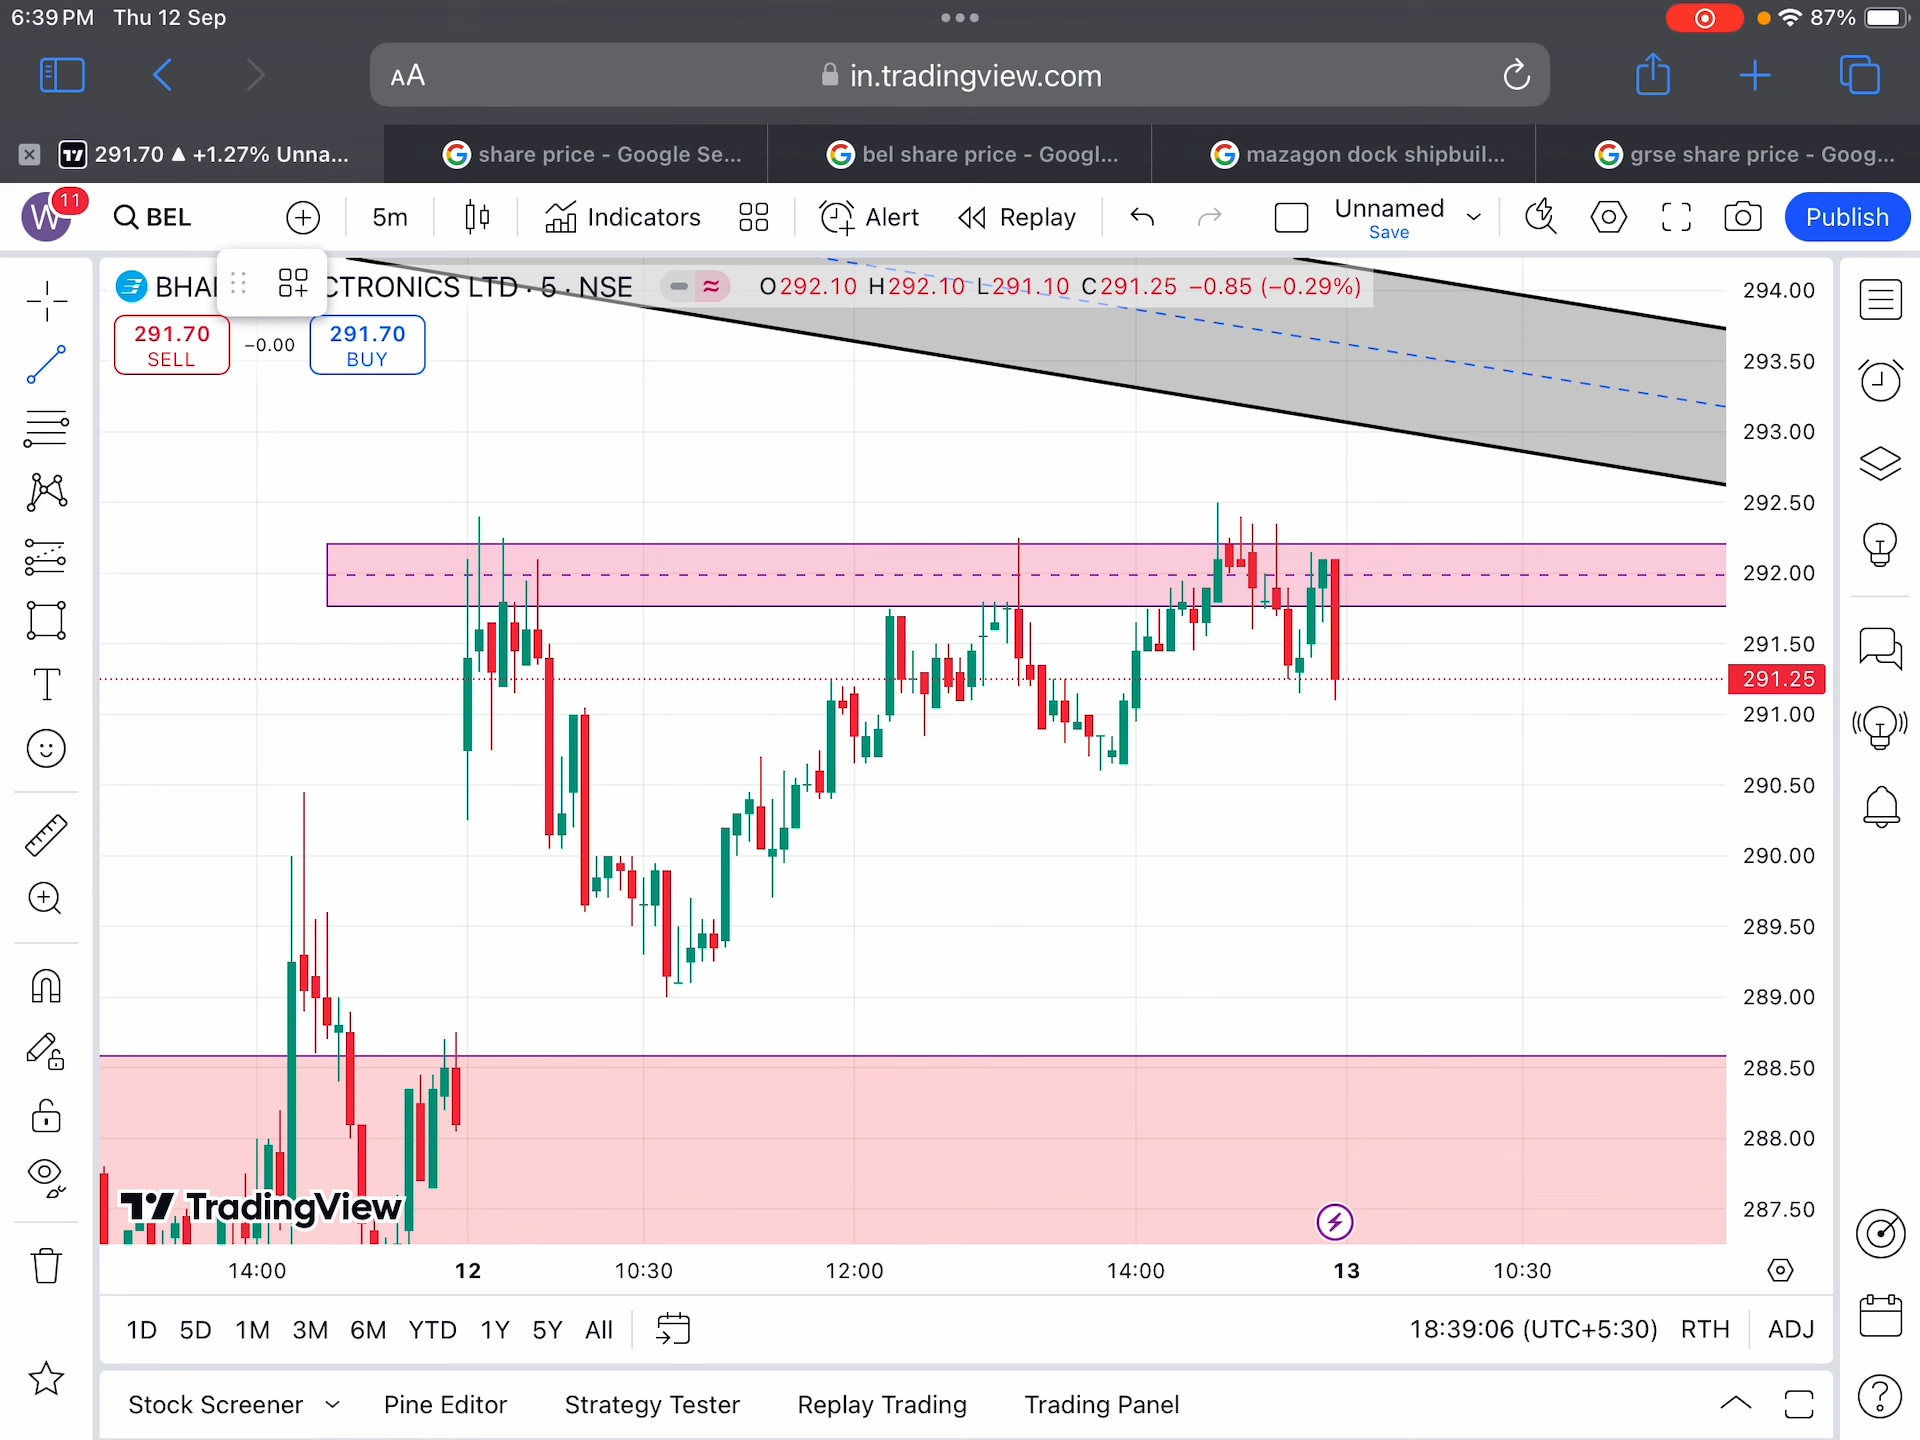 6:39 PM Thu 12 Sep
87%
AA in.tradingview.com
291.70 ▲ +1.27% Unna...
share price - Google Se...
bel share price - Googl...
mazagon dock shipbuil...
grse share price - Goog...
W 11 BEL 5m Indicators Alert Replay Unnamed Save Publish
CTRONICS LTD · 5 · NSE O292.10 H292.10 L291.10 C291.25 −0.85 (−0.29%)
291.70 SELL −0.00 291.70 BUY
294.00
293.50
293.00
292.50
292.00
291.50
291.25
291.00
290.50
290.00
289.50
289.00
288.50
288.00
287.50
TradingView
14:00 12 10:30 12:00 14:00 13 10:30
1D 5D 1M 3M 6M YTD 1Y 5Y All 18:39:06 (UTC+5:30) RTH ADJ
Stock Screener Pine Editor Strategy Tester Replay Trading Trading Panel